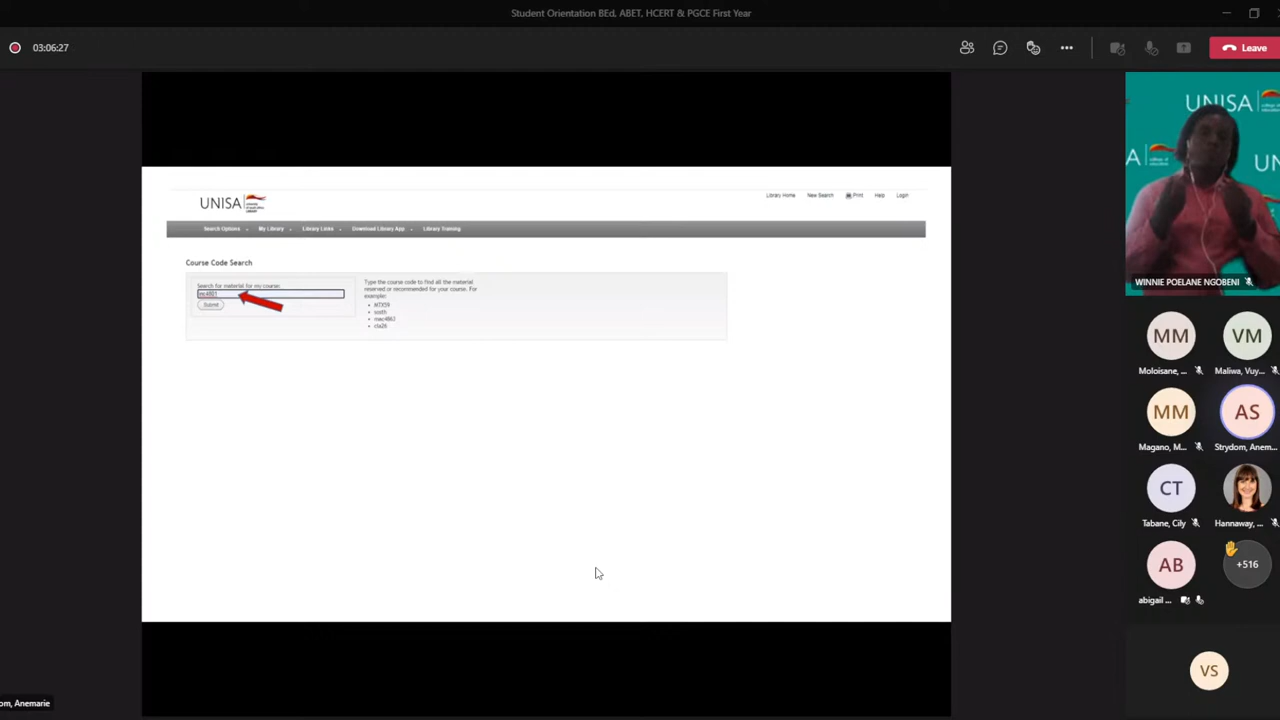 Student Orientation BEd, ABET, HCERT & PGCE First Year
03:06:27
Leave
UNISA
UNISA
Library Home New Search Print Help Login
Search Options My Library Library Links Download Library App Library Training
Course Code Search
Search for material for my course:
Submit
Type the course code to find all the material
reserved or recommended for your course. For
example:
WINNIE POELANE NGOBENI
MM VM
Moloisane, ... Maliwa, Vuy...
MM AS
Magano, M... Strydom, Anem...
CT
Tabane, Cily Hannaway, ...
AB +516
abigail ...
VS
om, Anemarie